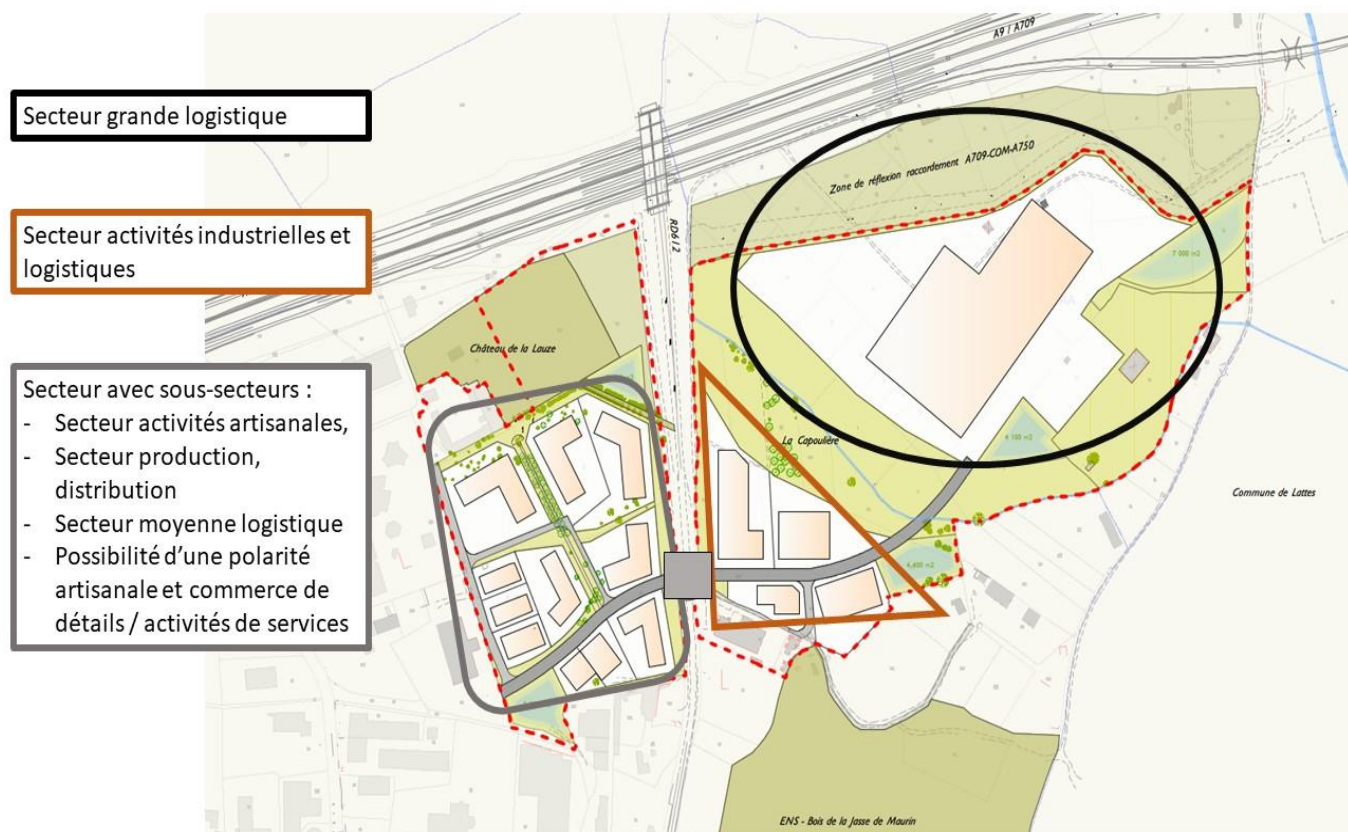 Secteur grande logistique
Secteur activités industrielles et
logistiques
Secteur avec sous-secteurs :
- Secteur activités artisanales,
- Secteur production,
distribution
- Secteur moyenne logistique
- Possibilité d’une polarité
artisanale et commerce de
détails / activités de services
A9 / A709
Zone de réflexion raccordement A709-COM-A750
RD612
7 000 m2
Château de la Lauze
La Capoulière
4 100 m2
Commune de Lattes
4,600 m2
ENS - Bois de la Jasse de Maurin